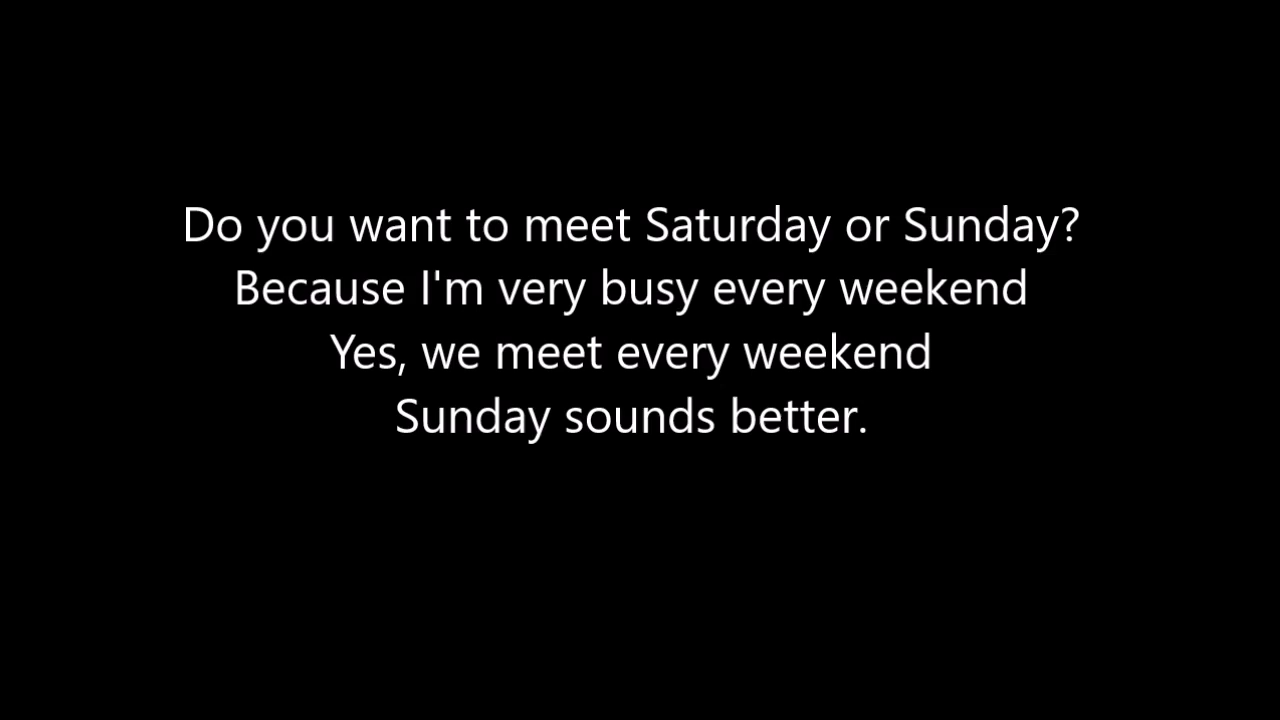 Do you want to meet Saturday or Sunday?
Because I'm very busy every weekend
Yes, we meet every weekend
Sunday sounds better.